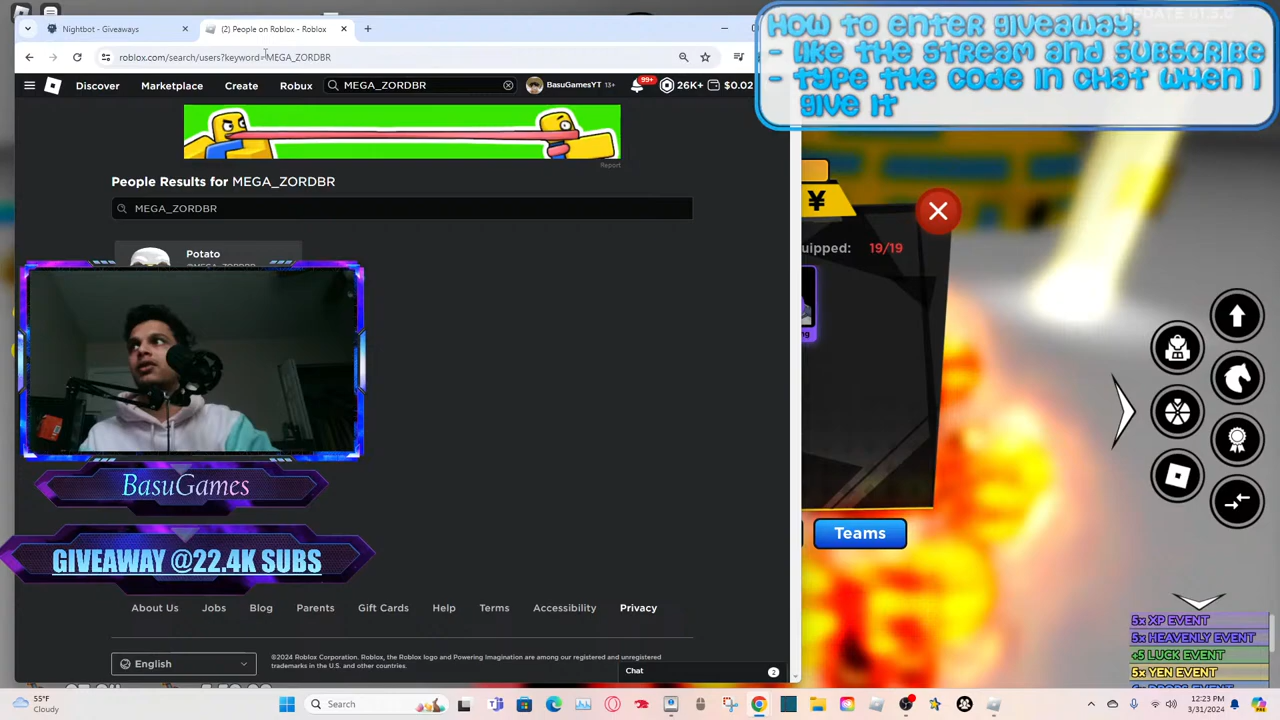 Nightbot - Giveaways
(2) People on Roblox - Roblox
HOW TO ENTER GIVEAWAY:
- LIKE THE STREAM AND SUBSCRIBE
- TYPE THE CODE IN CHAT WHEN I
GIVE IT
roblox.com/search/users?keyword=MEGA_ZORDBR
Discover
Marketplace
Create
Robux
MEGA_ZORDBR
BasuGamesYT 13+
99+
26K+
$0.02
Report
People Results for MEGA_ZORDBR
MEGA_ZORDBR
¥
uipped: 19/19
Potato
@MEGA_ZORDBR
BasuGames
GIVEAWAY @22.4K SUBS
Teams
About Us
Jobs
Blog
Parents
Gift Cards
Help
Terms
Accessibility
Privacy
English
©2024 Roblox Corporation. Roblox, the Roblox logo and Powering Imagination are among our registered and unregistered
trademarks in the U.S. and other countries.
Chat
2
5x XP EVENT
5x HEAVENLY EVENT
+5 LUCK EVENT
5x YEN EVENT
55°F
Cloudy
Search
12:23 PM
3/31/2024